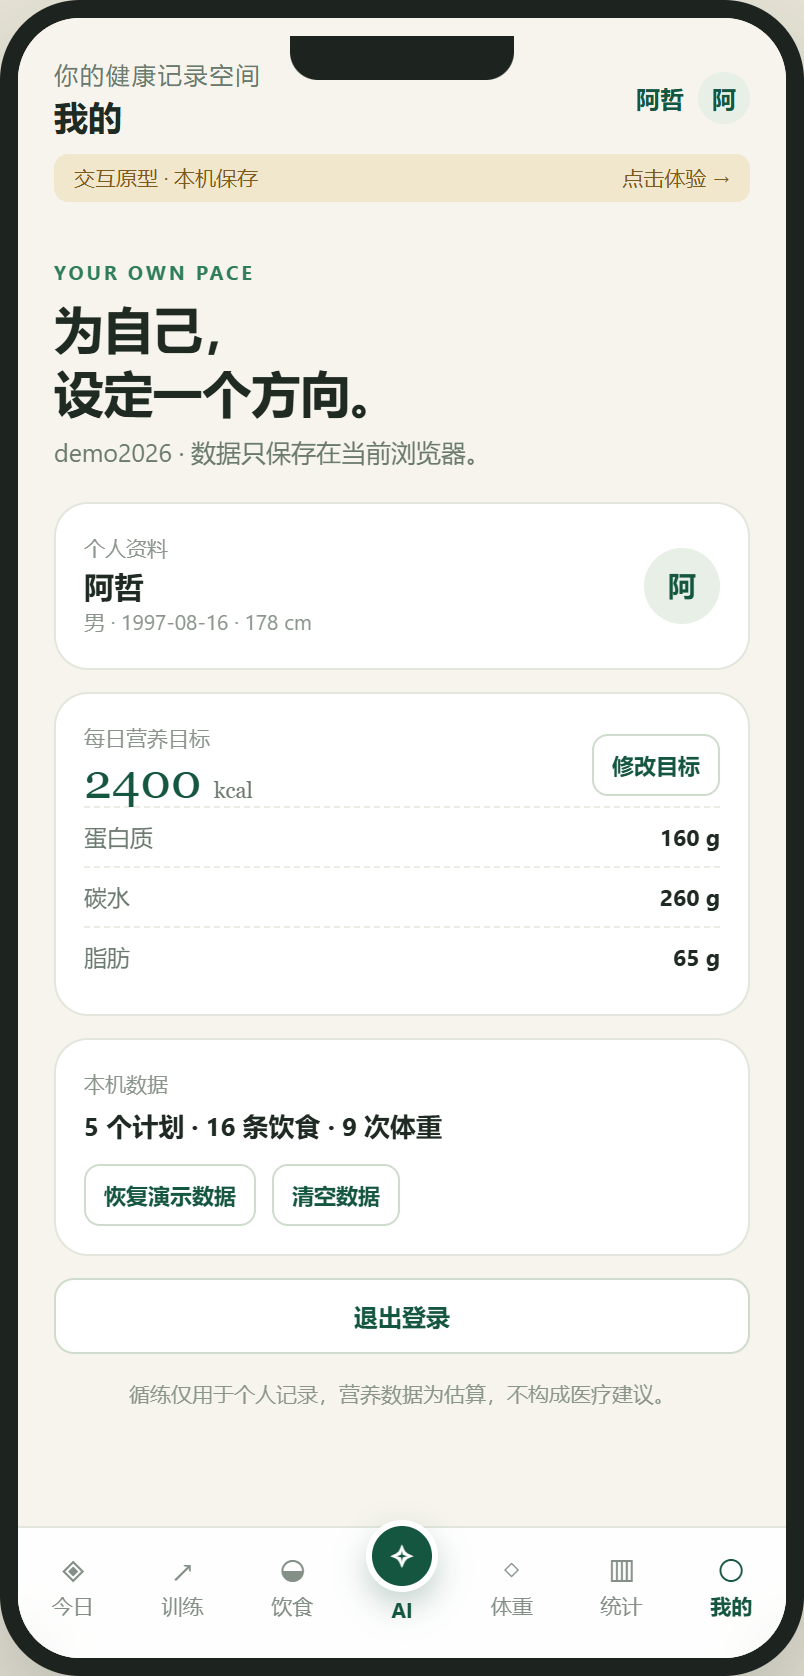 你的健康记录空间
我的
阿哲 阿
交互原型 · 本机保存 点击体验 →
YOUR OWN PACE
为自己，
设定一个方向。
demo2026 · 数据只保存在当前浏览器。
个人资料
阿哲
男 · 1997-08-16 · 178 cm
阿
每日营养目标
2400 kcal
修改目标
蛋白质 160 g
碳水 260 g
脂肪 65 g
本机数据
5 个计划 · 16 条饮食 · 9 次体重
恢复演示数据 清空数据
退出登录
循练仅用于个人记录，营养数据为估算，不构成医疗建议。
今日 训练 饮食 AI 体重 统计 我的